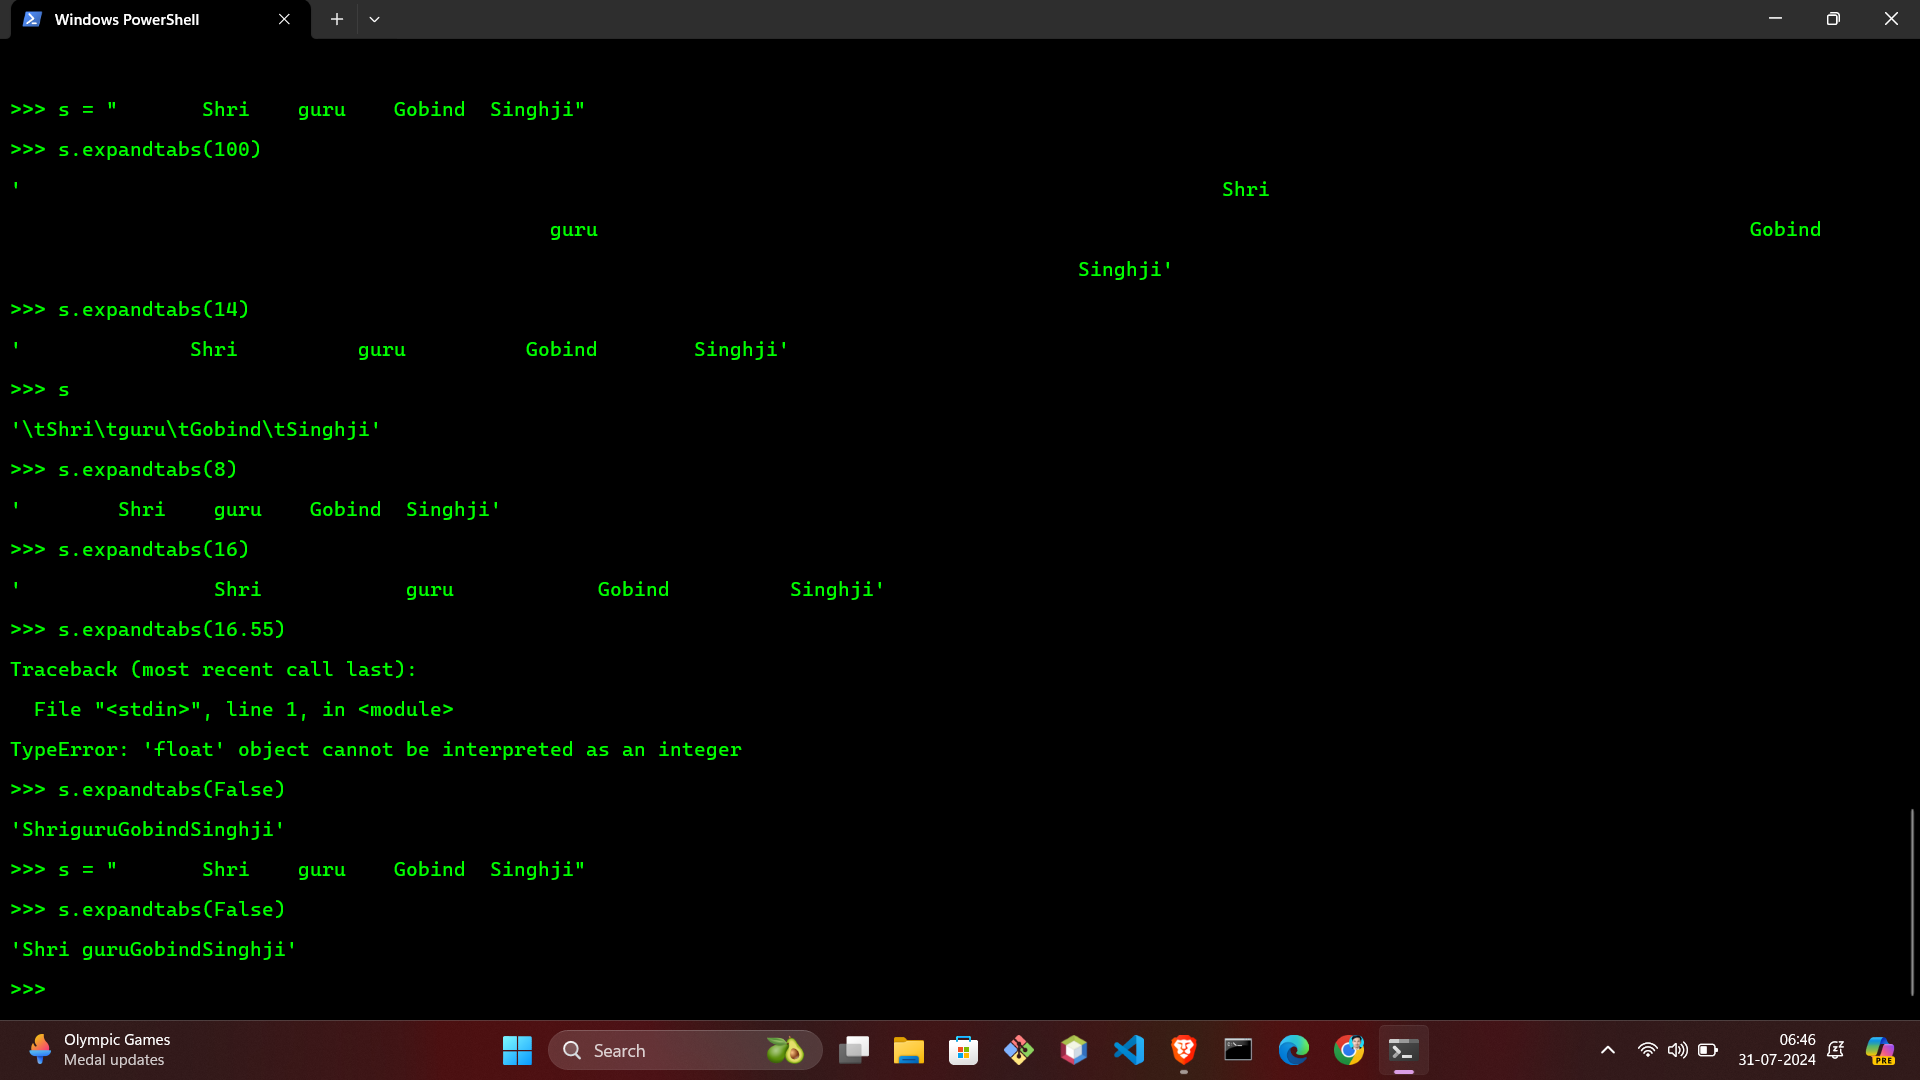 Windows PowerShell
>>> s = "       Shri    guru    Gobind  Singhji"
>>> s.expandtabs(100)
'                                                                                                    Shri
                                             guru                                                                                                Gobind
                                                                                         Singhji'
>>> s.expandtabs(14)
'              Shri          guru          Gobind        Singhji'
>>> s
'\tShri\tguru\tGobind\tSinghji'
>>> s.expandtabs(8)
'        Shri    guru    Gobind  Singhji'
>>> s.expandtabs(16)
'                Shri            guru            Gobind          Singhji'
>>> s.expandtabs(16.55)
Traceback (most recent call last):
  File "<stdin>", line 1, in <module>
TypeError: 'float' object cannot be interpreted as an integer
>>> s.expandtabs(False)
'ShriguruGobindSinghji'
>>> s = "       Shri    guru    Gobind  Singhji"
>>> s.expandtabs(False)
'Shri guruGobindSinghji'
>>>
Olympic Games
Medal updates
Search
06:46
31-07-2024
PRE